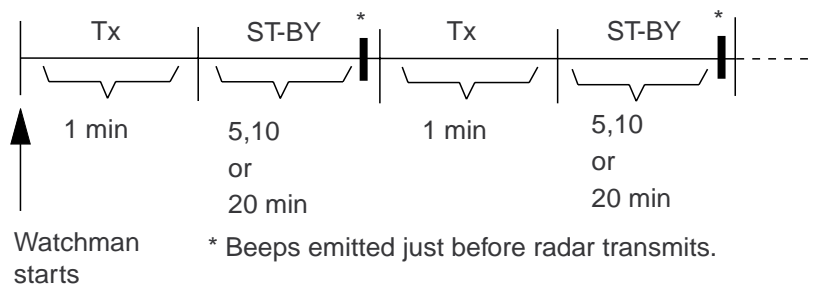 * *
Tx ST-BY Tx ST-BY
1 min 5,10 or 20 min 1 min 5,10 or 20 min
Watchman starts
* Beeps emitted just before radar transmits.